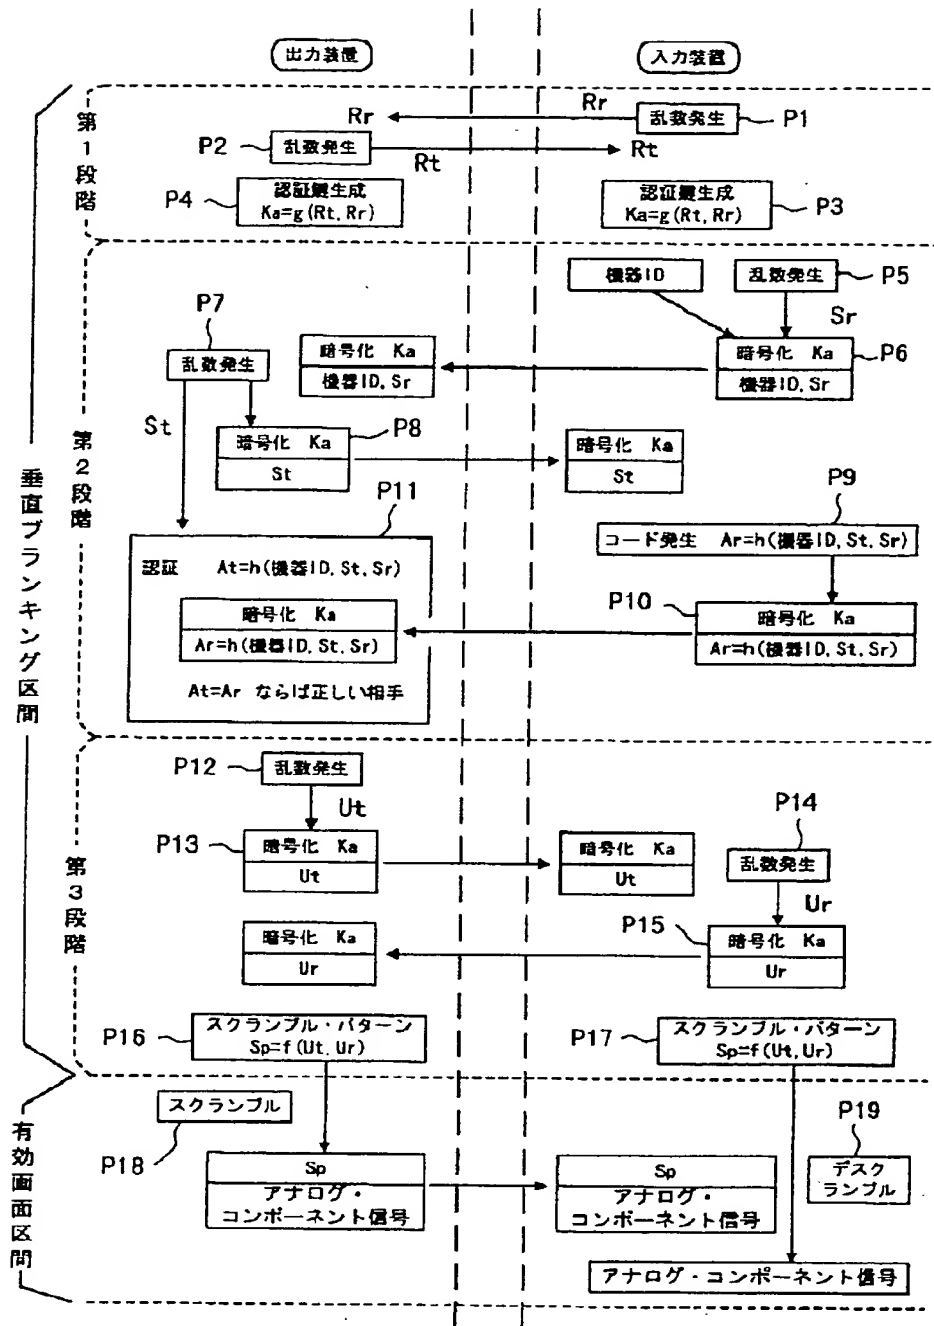 出力装置
入力装置
第1段階
Rr
Rr
乱数発生
P1
P2
乱数発生
Rt
Rt
P4
認証鍵生成
Ka=g(Rt,Rr)
認証鍵生成
Ka=g(Rt,Rr)
P3
垂直ブランキング区間
第2段階
機器ID
乱数発生
P5
Sr
P7
乱数発生
暗号化 Ka
機器ID,Sr
暗号化 Ka
機器ID,Sr
P6
St
暗号化 Ka
St
P8
暗号化 Ka
St
P11
P9
コード発生 Ar=h(機器ID,St,Sr)
認証 At=h(機器ID,St,Sr)
暗号化 Ka
Ar=h(機器ID,St,Sr)
At=Ar ならば正しい相手
P10
暗号化 Ka
Ar=h(機器ID,St,Sr)
第3段階
P12
乱数発生
Ut
P13
暗号化 Ka
Ut
暗号化 Ka
Ut
P14
乱数発生
Ur
暗号化 Ka
Ur
P15
暗号化 Ka
Ur
P16
スクランブル・パターン
Sp=f(Ut,Ur)
P17
スクランブル・パターン
Sp=f(Ut,Ur)
有効画面区間
スクランブル
P18
Sp
アナログ・
コンポーネント信号
Sp
アナログ・
コンポーネント信号
P19
デスク
ランブル
アナログ・コンポーネント信号